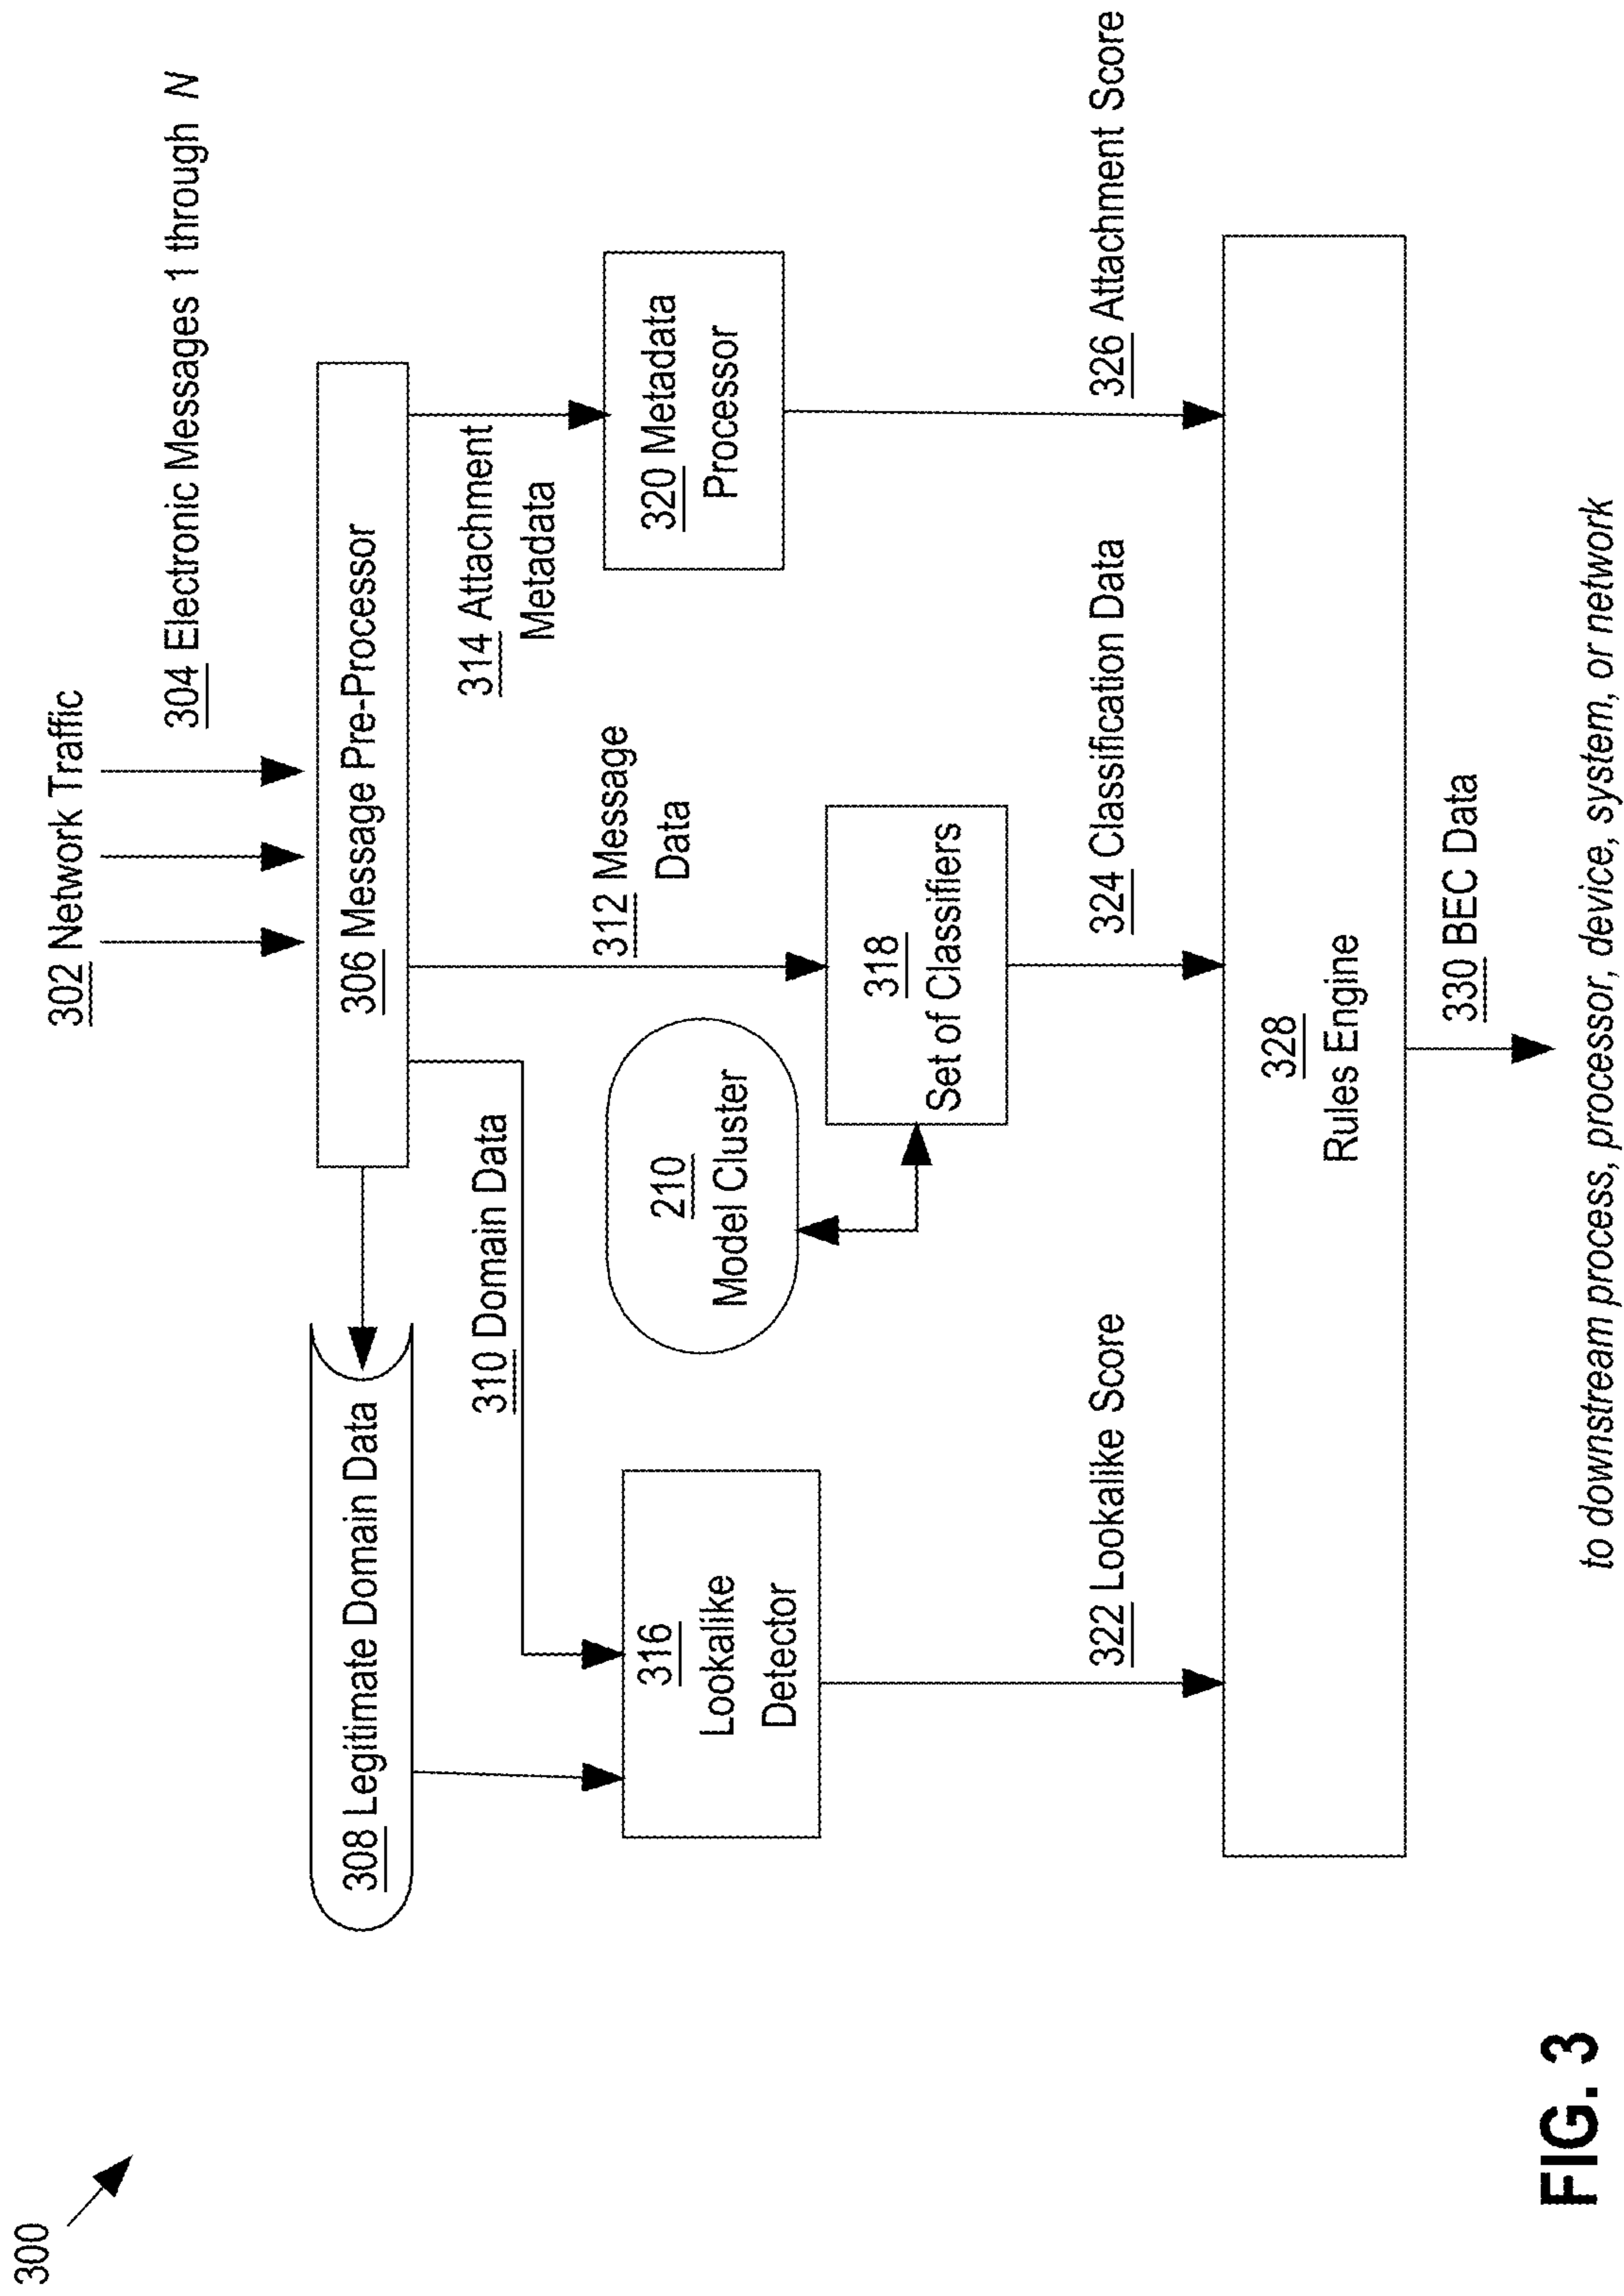 300
302 Network Traffic
304 Electronic Messages 1 through N
308 Legitimate Domain Data
306 Message Pre-Processor
310 Domain Data
312 Message
Data
314 Attachment
Metadata
316
Lookalike
Detector
210
Model Cluster
318
Set of Classifiers
320 Metadata
Processor
322 Lookalike Score
324 Classification Data
326 Attachment Score
328
Rules Engine
330 BEC Data
to downstream process, processor, device, system, or network
FIG. 3